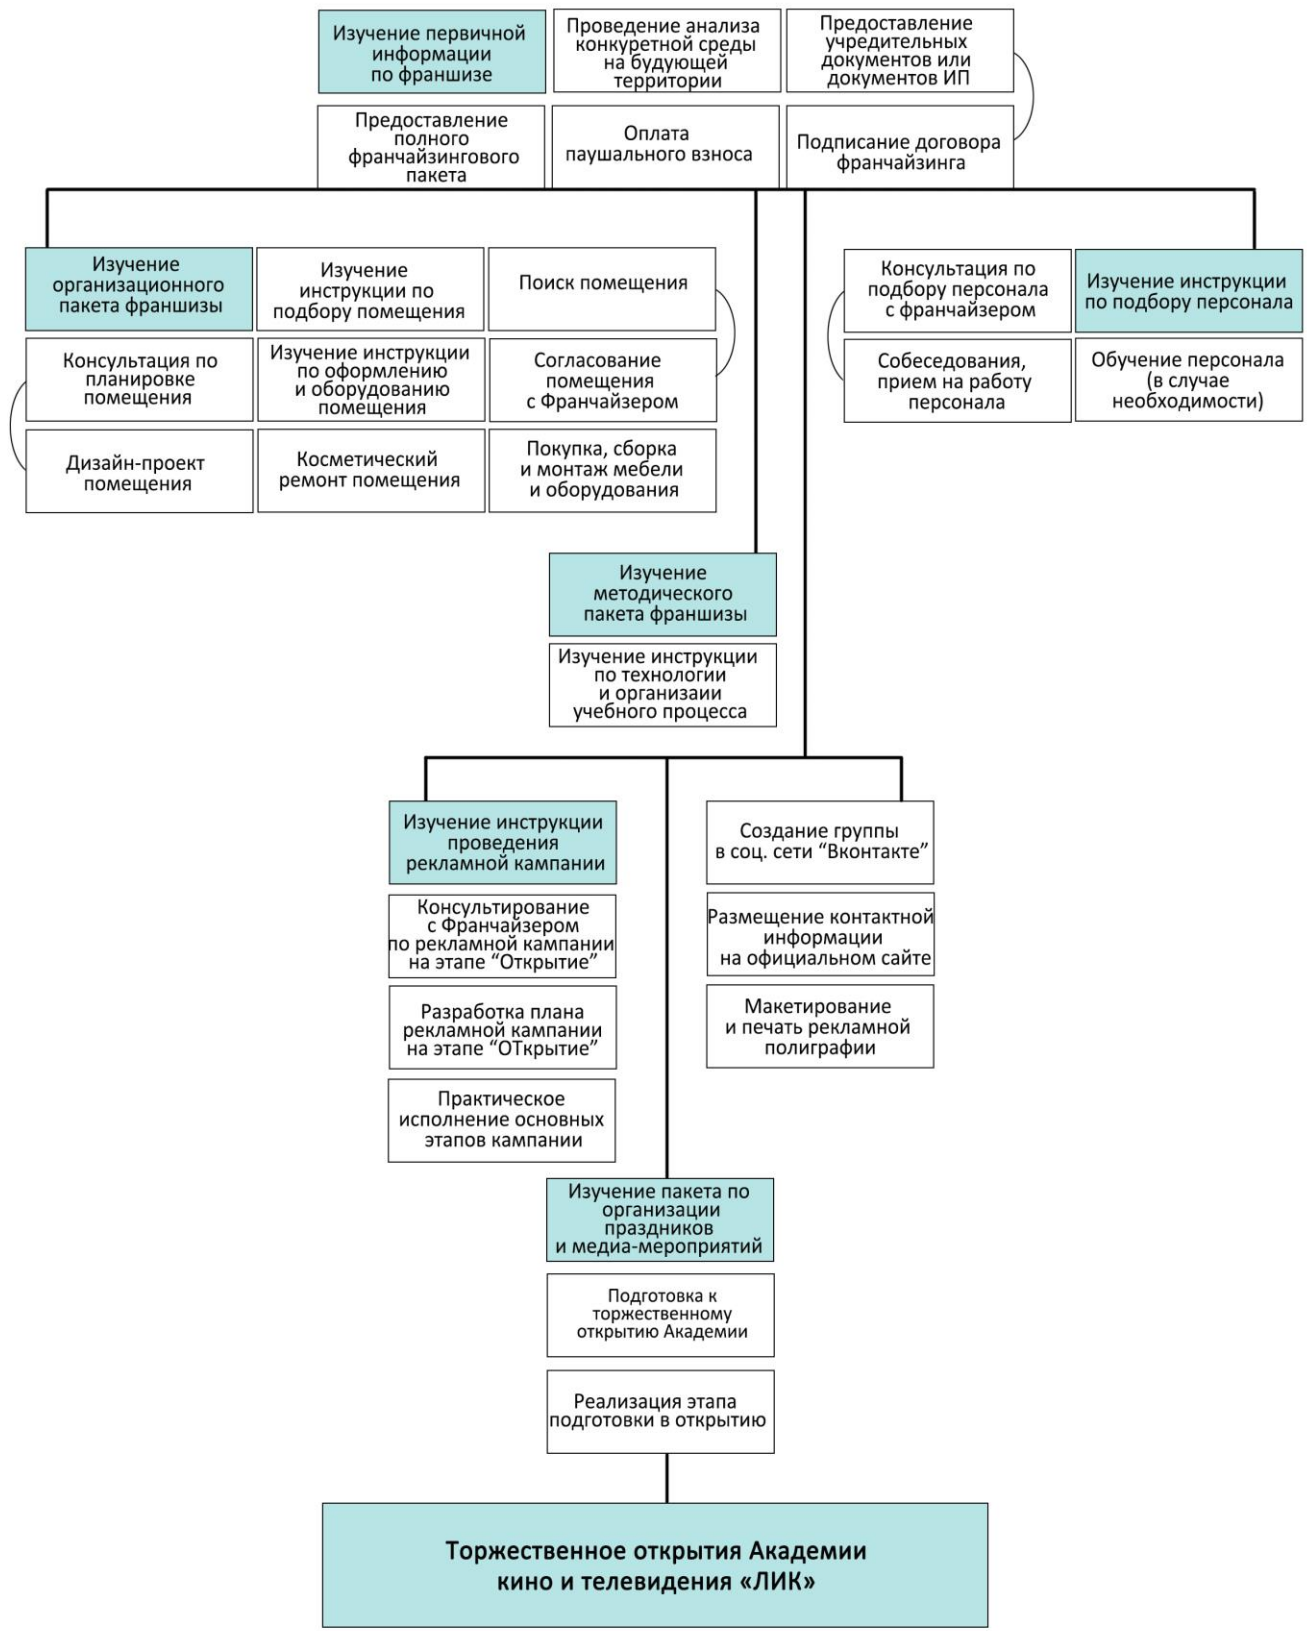 Изучение первичной
информации
по франшизе
Проведение анализа
конкуретной среды
на будующей
территории
Предоставление
учредительных
документов или
документов ИП
Предоставление
полного
франчайзингового
пакета
Оплата
паушального взноса
Подписание договора
франчайзинга
Изучение
организационного
пакета франшизы
Изучение
инструкции по
подбору помещения
Поиск помещения
Консультация по
планировке
помещения
Изучение инструкции
по оформлению
и оборудованию
помещения
Согласование
помещения
с Франчайзером
Дизайн-проект
помещения
Косметический
ремонт помещения
Покупка, сборка
и монтаж мебели
и оборудования
Консультация по
подбору персонала
с франчайзером
Изучение инструкции
по подбору персонала
Собеседования,
прием на работу
персонала
Обучение персонала
(в случае
необходимости)
Изучение
методического
пакета франшизы
Изучение инструкции
по технологии
и организаии
учебного процесса
Изучение инструкции
проведения
рекламной кампании
Консультирование
с Франчайзером
по рекламной кампании
на этапе “Открытие”
Разработка плана
рекламной кампании
на этапе “ОТкрытие”
Практическое
исполнение основных
этапов кампании
Создание группы
в соц. сети “Вконтакте”
Размещение контактной
информации
на официальном сайте
Макетирование
и печать рекламной
полиграфии
Изучение пакета по
организации
праздников
и медиа-мероприятий
Подготовка к
торжественному
открытию Академии
Реализация этапа
подготовки в открытию
Торжественное открытия Академии
кино и телевидения «ЛИК»